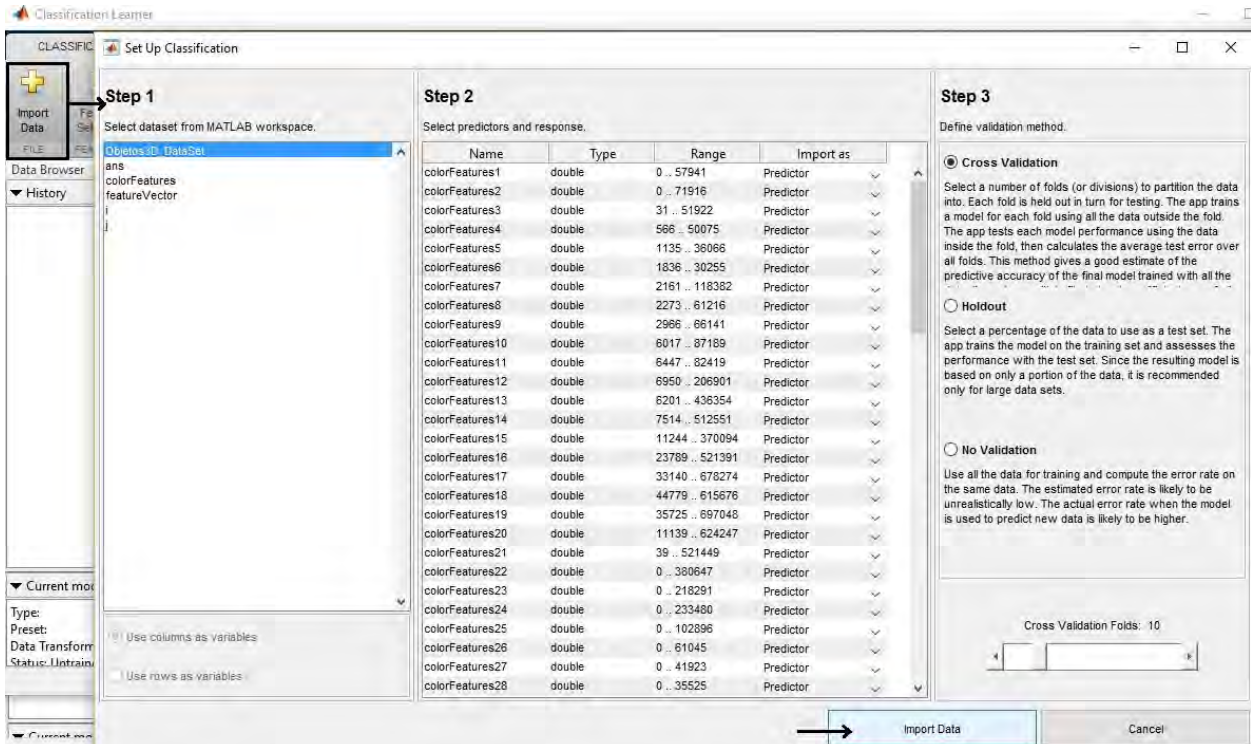 Classification Learner
CLASSIFIC
Import
Data
FILE
Data Browser
History
Current mod
Type:
Preset:
Data Transform
Status: Untrain
Set Up Classification
Step 1
Select dataset from MATLAB workspace.
ans
colorFeatures
featureVector
i
j
Use columns as variables
Use rows as variables
Step 2
Select predictors and response.
Name Type Range Import as
colorFeatures1 double 0 .. 57941 Predictor
colorFeatures2 double 0 .. 71916 Predictor
colorFeatures3 double 31 .. 51922 Predictor
colorFeatures4 double 566 .. 50075 Predictor
colorFeatures5 double 1135 .. 36066 Predictor
colorFeatures6 double 1836 .. 30255 Predictor
colorFeatures7 double 2161 .. 118382 Predictor
colorFeatures8 double 2273 .. 61216 Predictor
colorFeatures9 double 2966 .. 66141 Predictor
colorFeatures10 double 6017 .. 87189 Predictor
colorFeatures11 double 6447 .. 82419 Predictor
colorFeatures12 double 6950 .. 206901 Predictor
colorFeatures13 double 6201 .. 436354 Predictor
colorFeatures14 double 7514 .. 512551 Predictor
colorFeatures15 double 11244 .. 370094 Predictor
colorFeatures16 double 23789 .. 521391 Predictor
colorFeatures17 double 33140 .. 678274 Predictor
colorFeatures18 double 44779 .. 615676 Predictor
colorFeatures19 double 35725 .. 697048 Predictor
colorFeatures20 double 11139 .. 624247 Predictor
colorFeatures21 double 39 .. 521449 Predictor
colorFeatures22 double 0 .. 380647 Predictor
colorFeatures23 double 0 .. 218291 Predictor
colorFeatures24 double 0 .. 233480 Predictor
colorFeatures25 double 0 .. 102896 Predictor
colorFeatures26 double 0 .. 61045 Predictor
colorFeatures27 double 0 .. 41923 Predictor
colorFeatures28 double 0 .. 35525 Predictor
Step 3
Define validation method.
Cross Validation
Select a number of folds (or divisions) to partition the data
into. Each fold is held out in turn for testing. The app trains
a model for each fold using all the data outside the fold.
The app tests each model performance using the data
inside the fold, then calculates the average test error over
all folds. This method gives a good estimate of the
predictive accuracy of the final model trained with all the
Holdout
Select a percentage of the data to use as a test set. The
app trains the model on the training set and assesses the
performance with the test set. Since the resulting model is
based on only a portion of the data, it is recommended
only for large data sets.
No Validation
Use all the data for training and compute the error rate on
the same data. The estimated error rate is likely to be
unrealistically low. The actual error rate when the model
is used to predict new data is likely to be higher.
Cross Validation Folds: 10
Import Data
Cancel